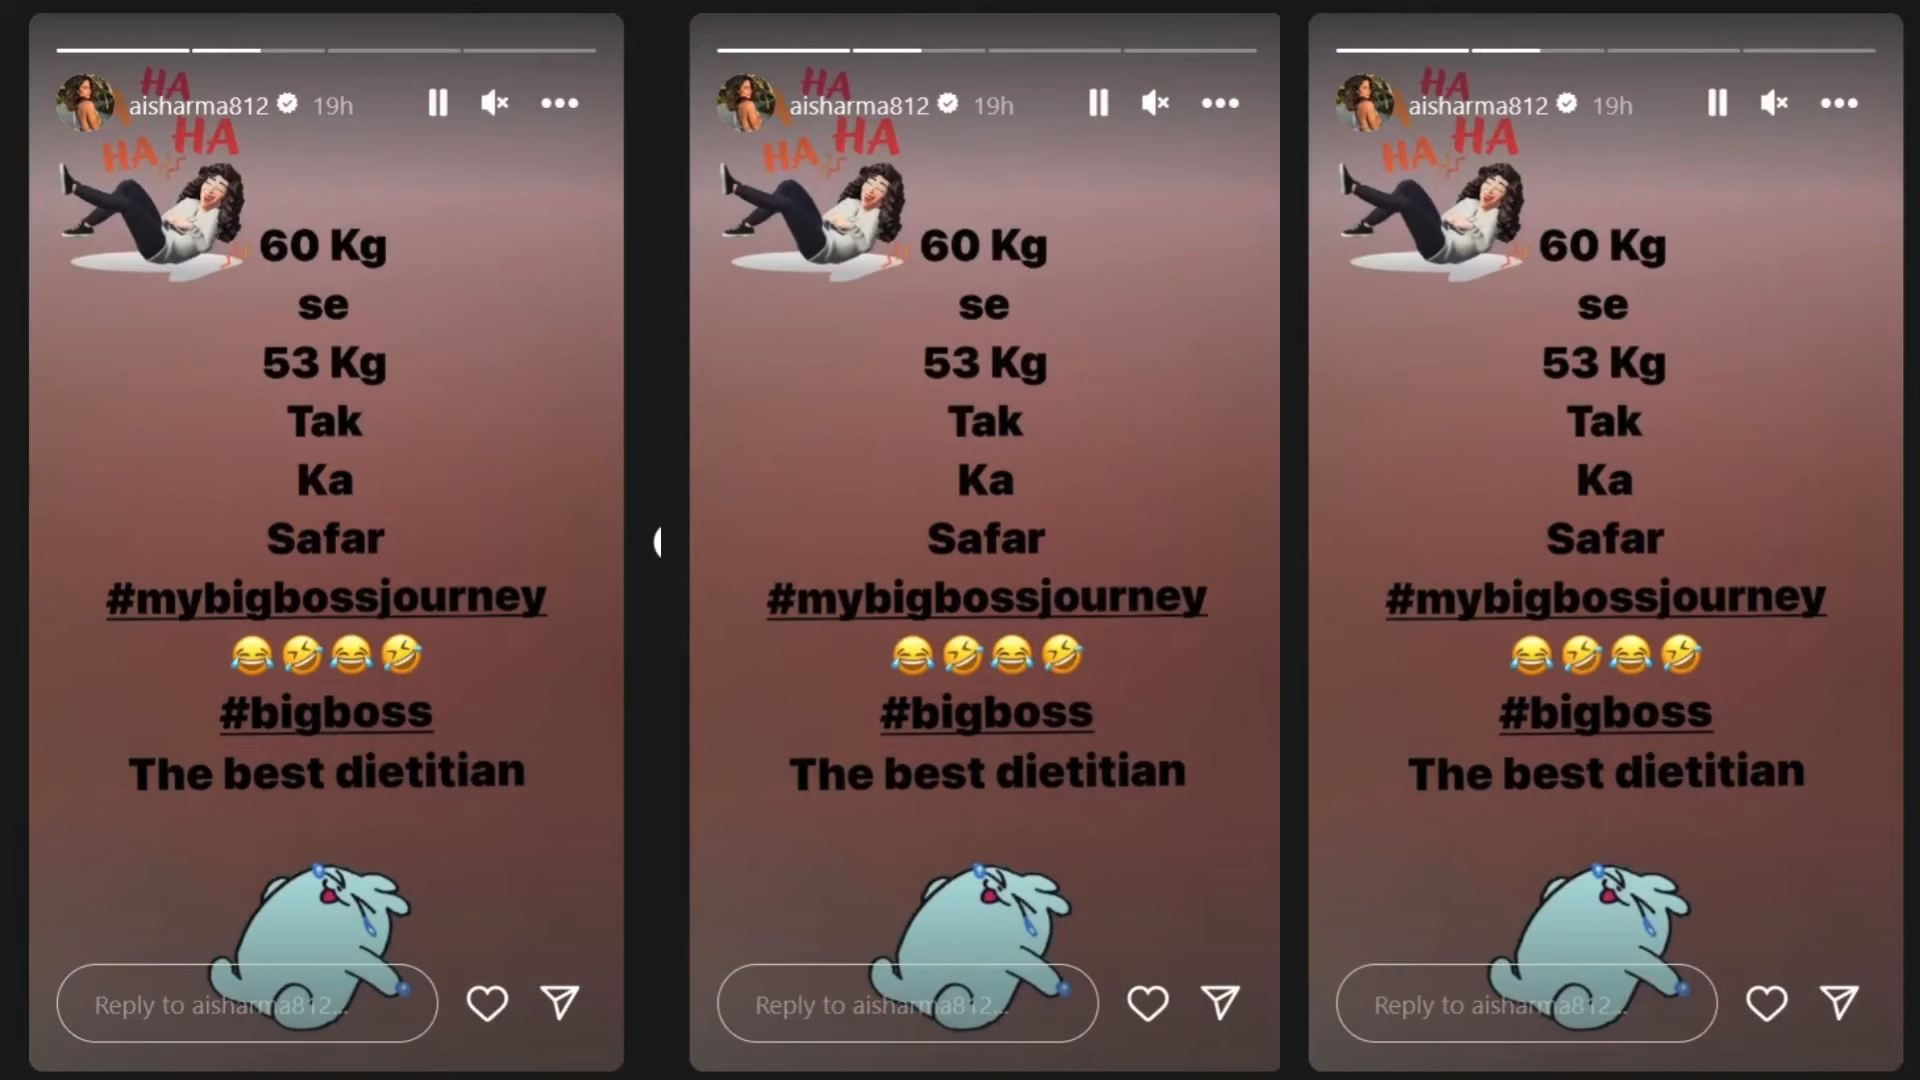 HA
aisharma812 19h
HA HA
60 Kg
se
53 Kg
Tak
Ka
Safar
#mybigbossjourney
😂🤣😂🤣
#bigboss
The best dietitian
Reply to aisharma812...
HA
aisharma812 19h
HA HA
60 Kg
se
53 Kg
Tak
Ka
Safar
#mybigbossjourney
😂🤣😂🤣
#bigboss
The best dietitian
Reply to aisharma812...
HA
aisharma812 19h
HA HA
60 Kg
se
53 Kg
Tak
Ka
Safar
#mybigbossjourney
😂🤣😂🤣
#bigboss
The best dietitian
Reply to aisharma812...